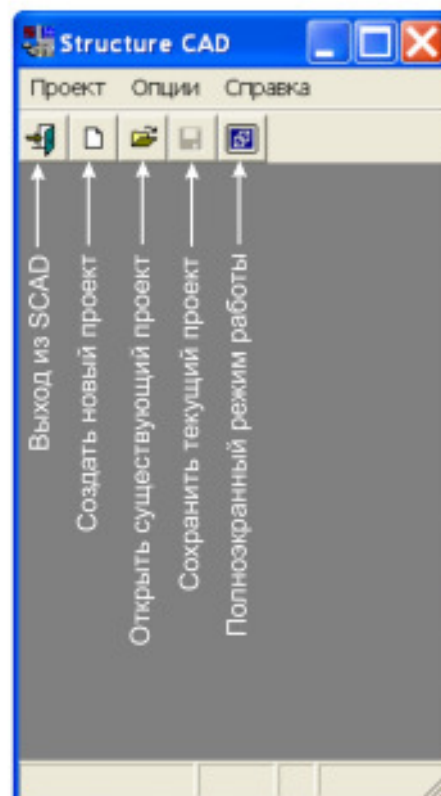 Structure CAD
Проект Опции Справка
Выход из SCAD
Создать новый проект
Открыть существующий проект
Сохранить текущий проект
Полноэкранный режим работы